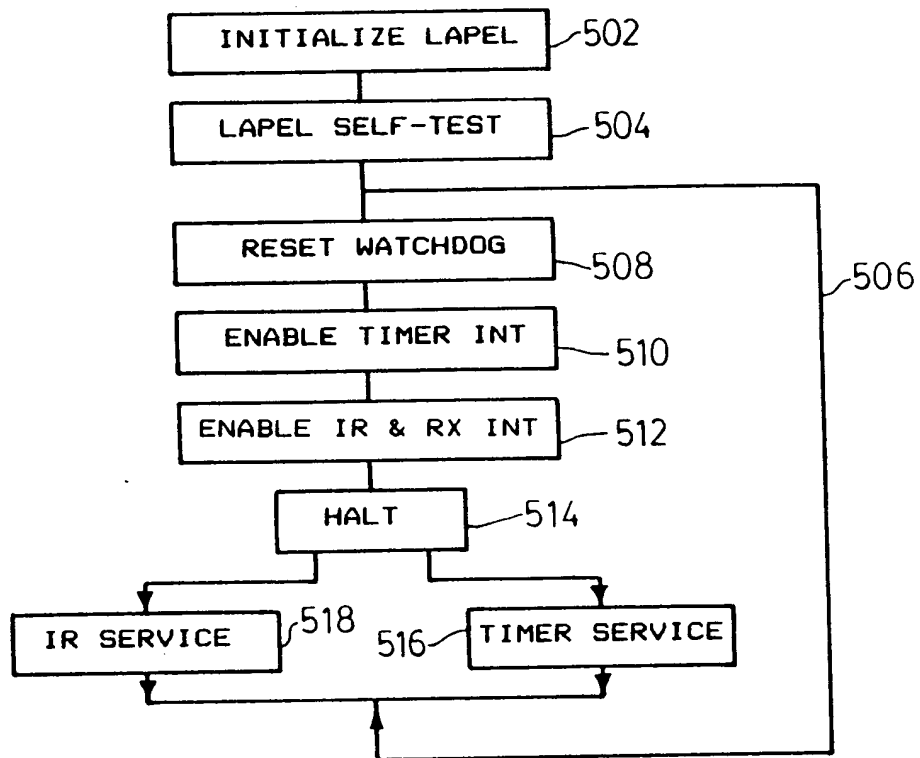 INITIALIZE LAPEL
502
LAPEL SELF-TEST
504
RESET WATCHDOG
508
506
ENABLE TIMER INT
510
ENABLE IR & RX INT
512
HALT
514
IR SERVICE
518
516
TIMER SERVICE